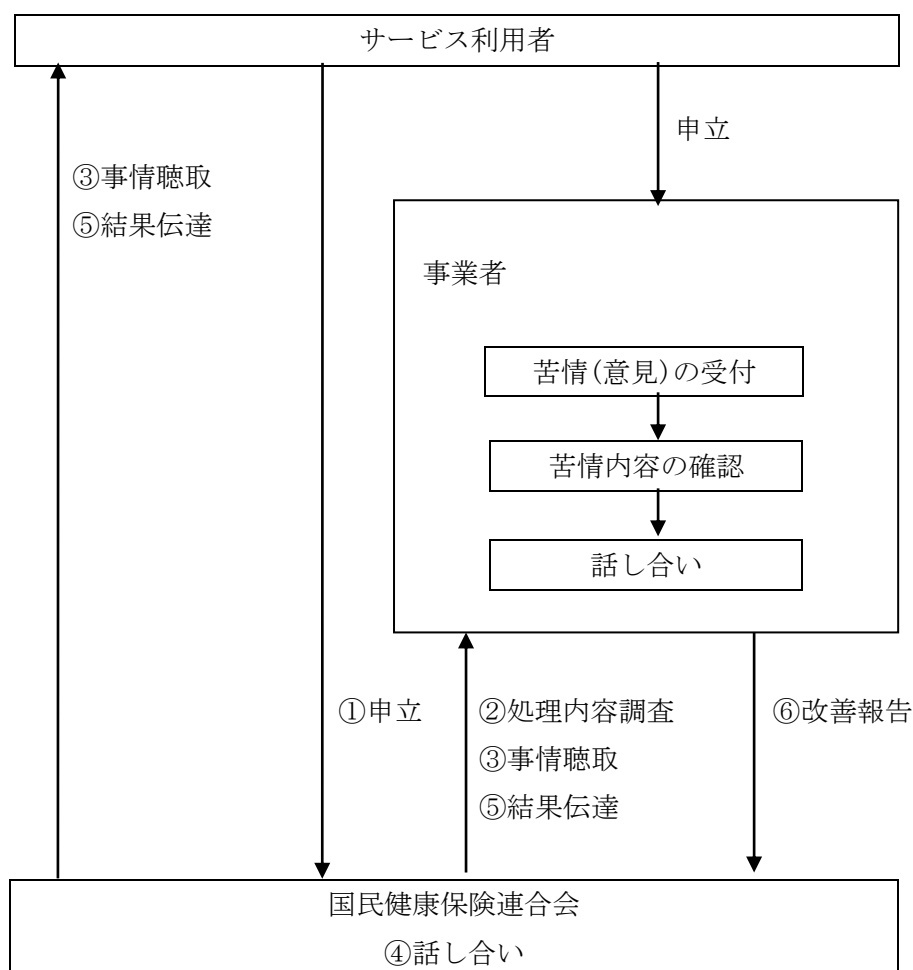 サービス利用者
申立
③事情聴取
⑤結果伝達
事業者
苦情(意見)の受付
苦情内容の確認
話し合い
①申立
②処理内容調査
③事情聴取
⑤結果伝達
⑥改善報告
国民健康保険連合会
④話し合い